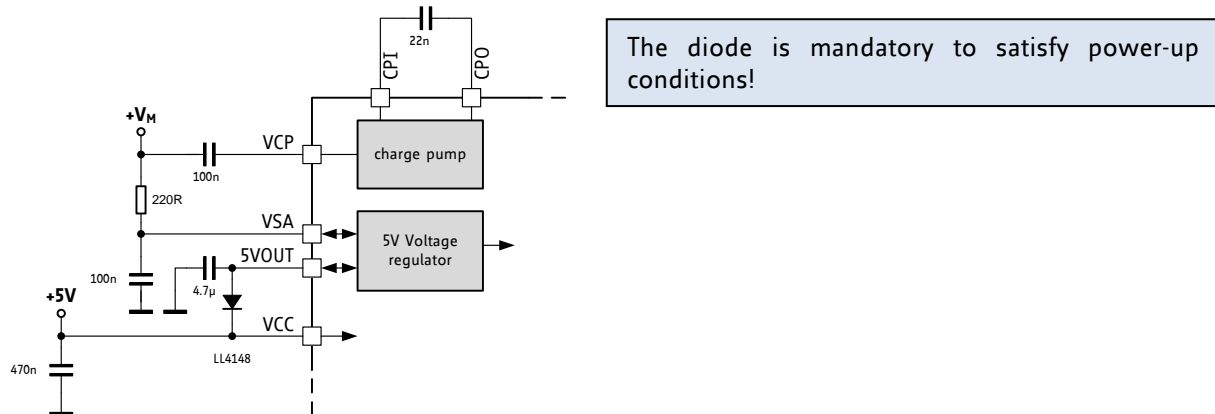 22n
CPI
CPO
+VM
VCP
100n
charge pump
220R
VSA
5V Voltage
regulator
5VOUT
100n
4.7µ
+5V
VCC
LL4148
470n
The diode is mandatory to satisfy power-up
conditions!